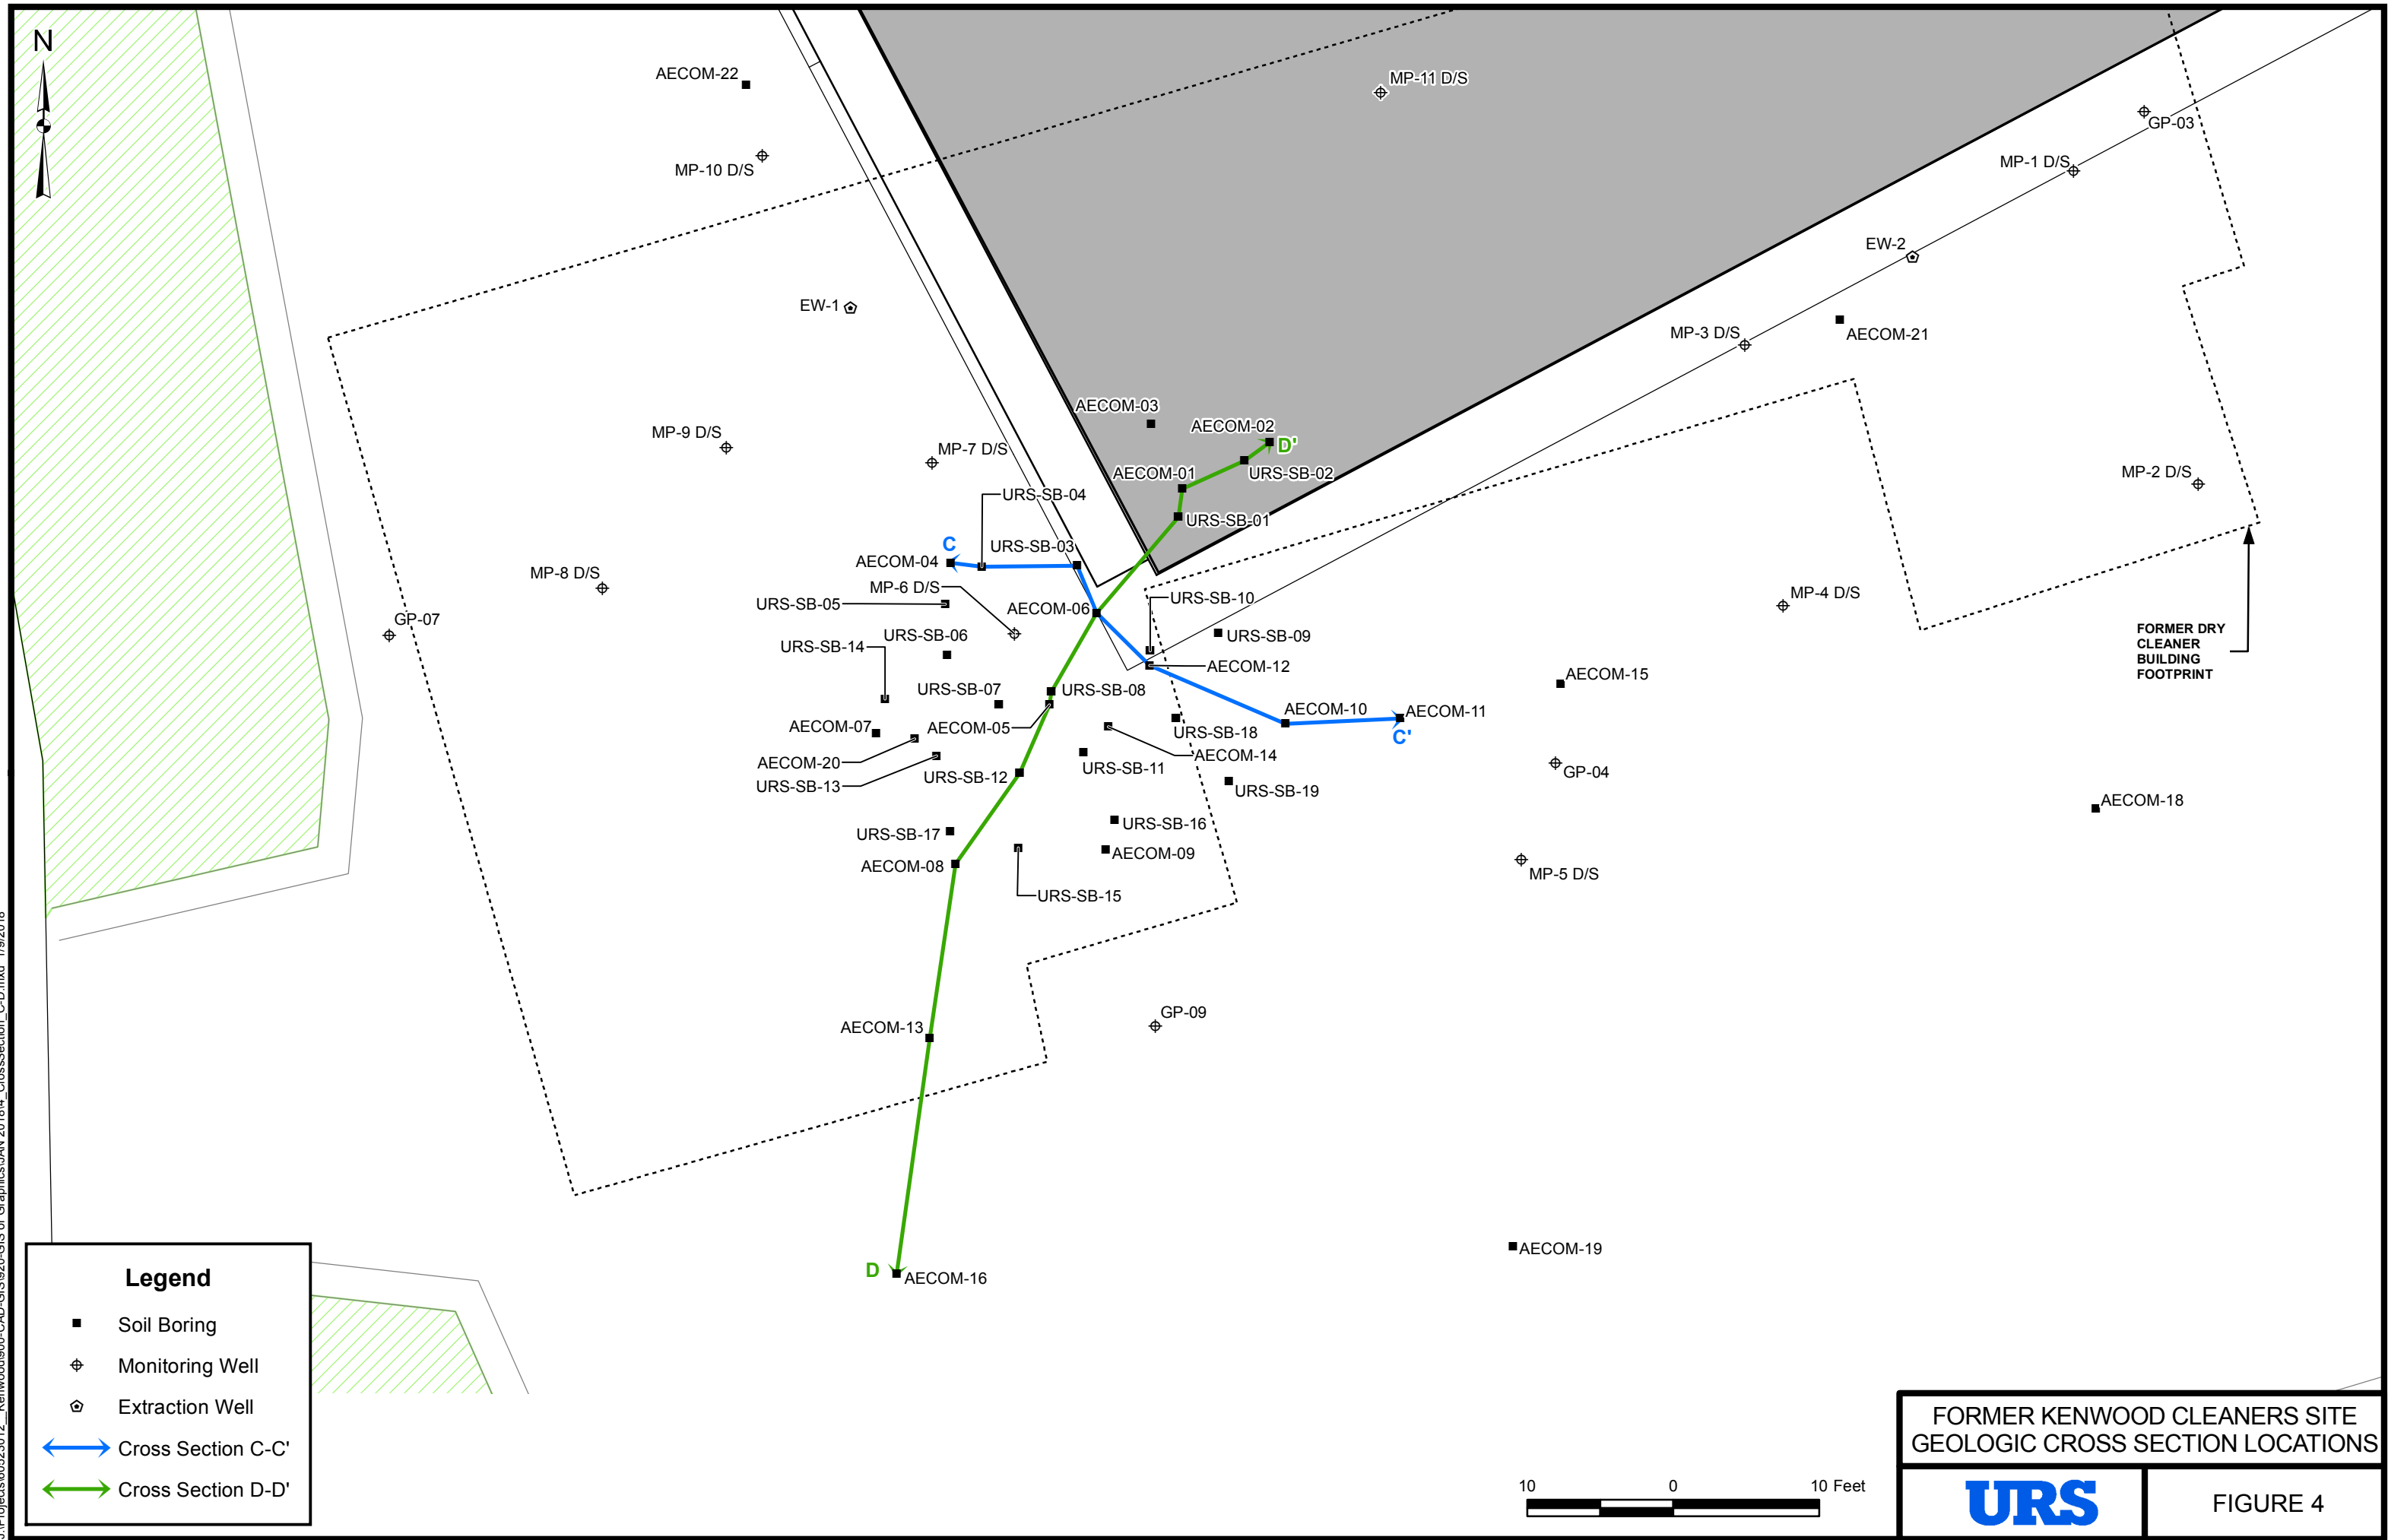 N
AECOM-22
MP-11 D/S
GP-03
MP-10 D/S
MP-1 D/S
EW-2
EW-1
MP-3 D/S
AECOM-21
AECOM-03
AECOM-02
MP-9 D/S
MP-7 D/S
D'
AECOM-01
URS-SB-02
MP-2 D/S
URS-SB-04
URS-SB-01
C
URS-SB-03
AECOM-04
MP-8 D/S
MP-6 D/S
URS-SB-05
AECOM-06
URS-SB-10
MP-4 D/S
GP-07
URS-SB-06
URS-SB-09
FORMER DRY
CLEANER
BUILDING
FOOTPRINT
URS-SB-14
AECOM-12
AECOM-15
URS-SB-07
URS-SB-08
AECOM-10
AECOM-11
C'
AECOM-07
AECOM-05
URS-SB-18
AECOM-14
AECOM-20
URS-SB-11
GP-04
URS-SB-13
URS-SB-12
URS-SB-19
AECOM-18
URS-SB-17
URS-SB-16
AECOM-08
AECOM-09
MP-5 D/S
URS-SB-15
GP-09
AECOM-13
AECOM-19
D
AECOM-16
Legend
Soil Boring
Monitoring Well
Extraction Well
Cross Section C-C'
Cross Section D-D'
10 0 10 Feet
FORMER KENWOOD CLEANERS SITE
GEOLOGIC CROSS SECTION LOCATIONS
URS
FIGURE 4